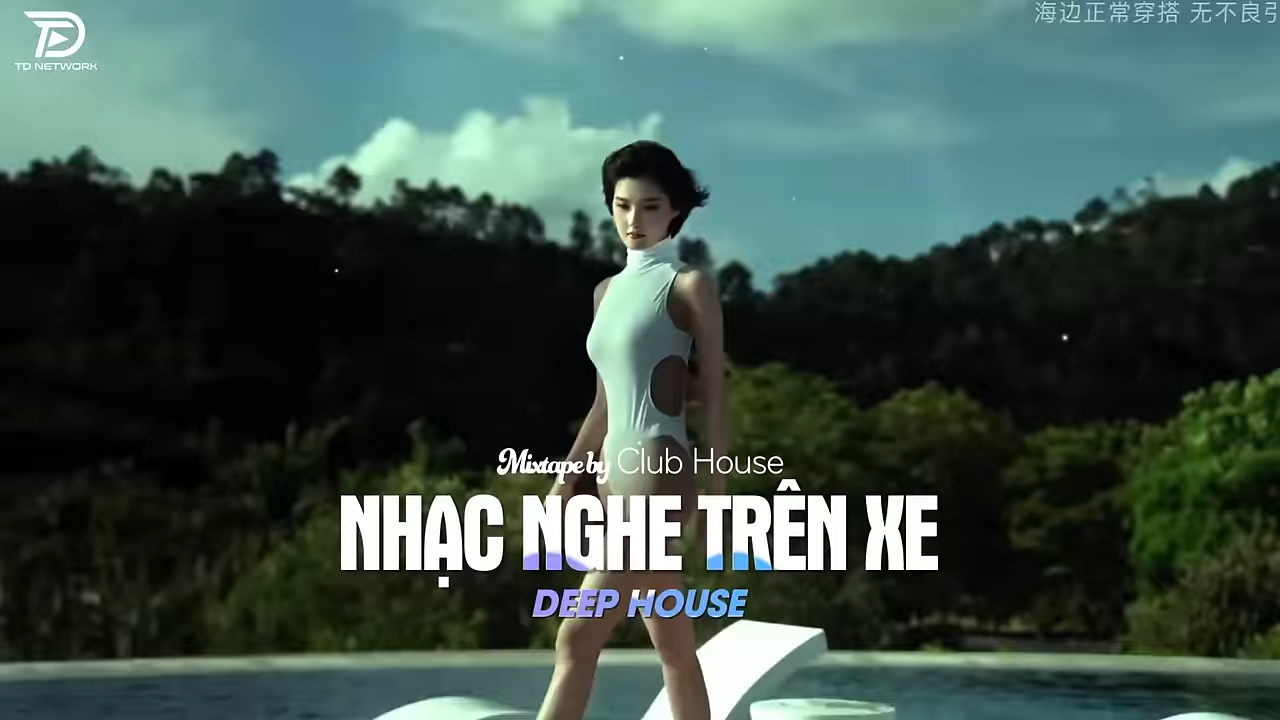 TD NETWORK
海边正常穿搭 无不良引
Mixtape by Club House
NHẠC NGHE TRÊN XE
DEEP HOUSE